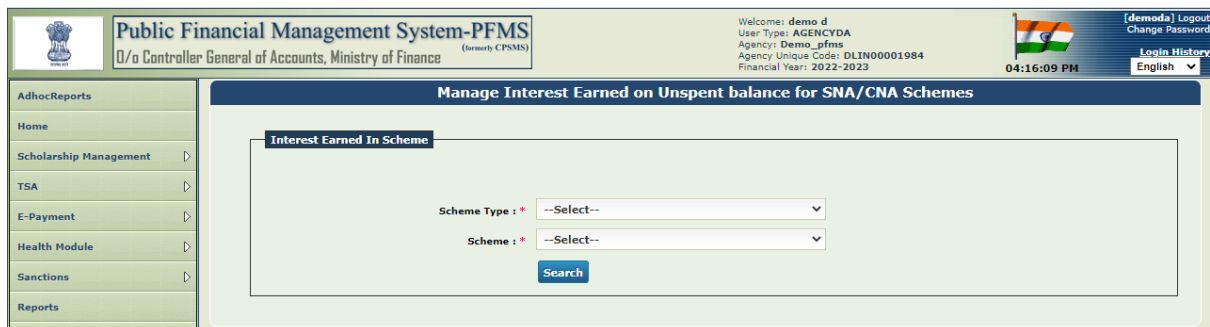 Public Financial Management System-PFMS
(formerly CPSMS)
O/o Controller General of Accounts, Ministry of Finance
Welcome: demo d
User Type: AGENCYDA
Agency: Demo_pfms
Agency Unique Code: DLIN00001984
Financial Year: 2022-2023
04:16:09 PM
[demoda] Logout
Change Password
Login History
English
AdhocReports
Home
Scholarship Management
TSA
E-Payment
Health Module
Sanctions
Reports
Manage Interest Earned on Unspent balance for SNA/CNA Schemes
Interest Earned In Scheme
Scheme Type : * --Select--
Scheme : * --Select--
Search